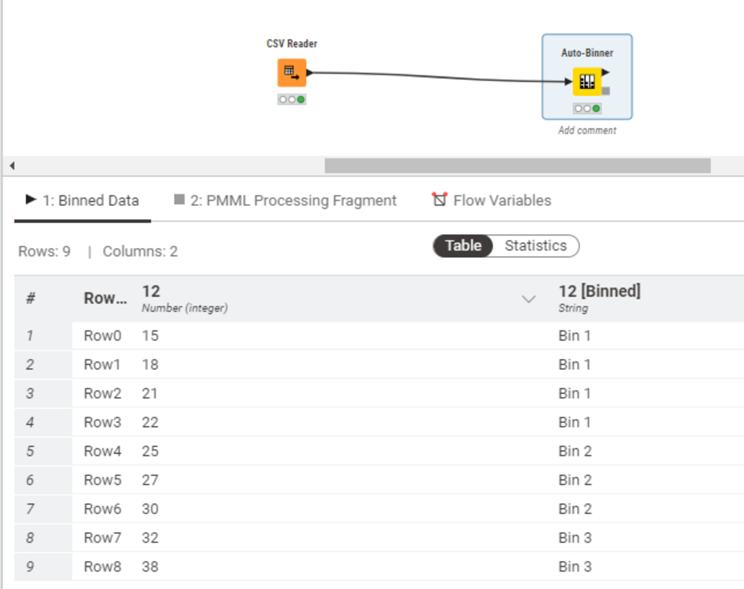 CSV Reader
Auto-Binner
Add comment
1: Binned Data
2: PMML Processing Fragment
Flow Variables
Rows: 9 | Columns: 2
Table
Statistics
# Row... 12 12 [Binned]
Number (integer) String
1 Row0 15 Bin 1
2 Row1 18 Bin 1
3 Row2 21 Bin 1
4 Row3 22 Bin 1
5 Row4 25 Bin 2
6 Row5 27 Bin 2
7 Row6 30 Bin 2
8 Row7 32 Bin 3
9 Row8 38 Bin 3